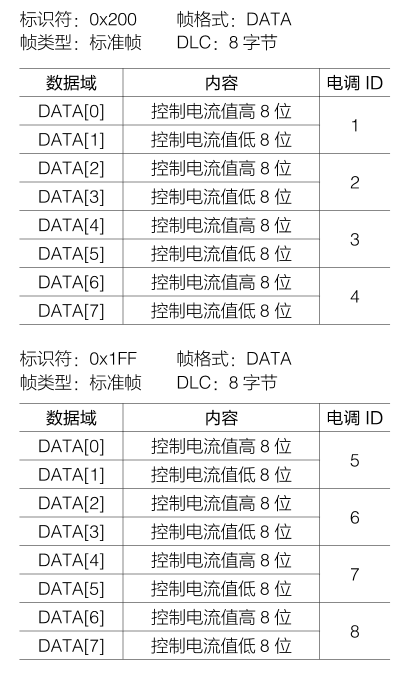 标识符：0x200 帧格式：DATA
帧类型：标准帧 DLC：8 字节
数据域 内容 电调 ID
DATA[0] 控制电流值高 8 位 1
DATA[1] 控制电流值低 8 位
DATA[2] 控制电流值高 8 位 2
DATA[3] 控制电流值低 8 位
DATA[4] 控制电流值高 8 位 3
DATA[5] 控制电流值低 8 位
DATA[6] 控制电流值高 8 位 4
DATA[7] 控制电流值低 8 位
标识符：0x1FF 帧格式：DATA
帧类型：标准帧 DLC：8 字节
数据域 内容 电调 ID
DATA[0] 控制电流值高 8 位 5
DATA[1] 控制电流值低 8 位
DATA[2] 控制电流值高 8 位 6
DATA[3] 控制电流值低 8 位
DATA[4] 控制电流值高 8 位 7
DATA[5] 控制电流值低 8 位
DATA[6] 控制电流值高 8 位 8
DATA[7] 控制电流值低 8 位